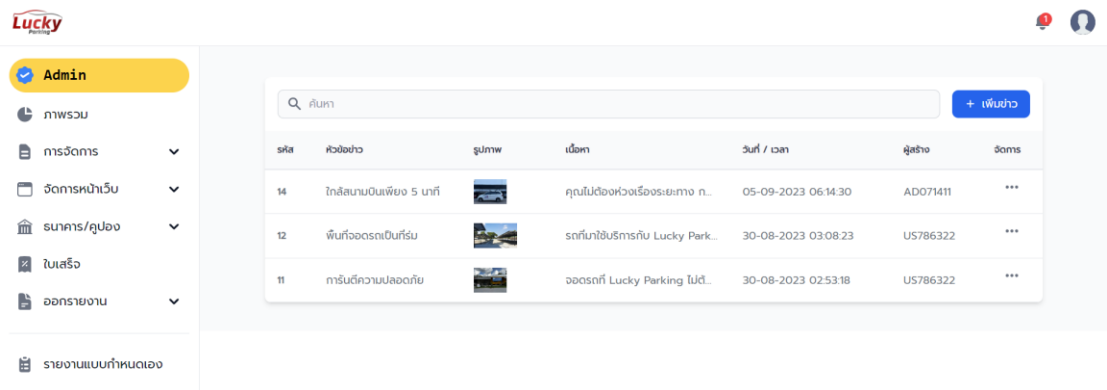 Lucky
Parking
1
Admin
ภาพรวม
การจัดการ
จัดการหน้าเว็บ
ธนาคาร/คูปอง
ใบเสร็จ
ออกรายงาน
รายงานแบบกำหนดเอง
ค้นหา
+ เพิ่มข่าว
รหัส หัวข้อข่าว รูปภาพ เนื้อหา วันที่ / เวลา ผู้สร้าง จัดการ
14 ใกล้สนามบินเพียง 5 นาที คุณไม่ต้องห่วงเรื่องระยะทาง ก... 05-09-2023 06:14:30 AD071411 ...
12 พื้นที่จอดรถเป็นที่ร่ม รถที่มาใช้บริการกับ Lucky Park... 30-08-2023 03:08:23 US786322 ...
11 การันตีความปลอดภัย จอดรถที่ Lucky Parking ไม่ต้... 30-08-2023 02:53:18 US786322 ...